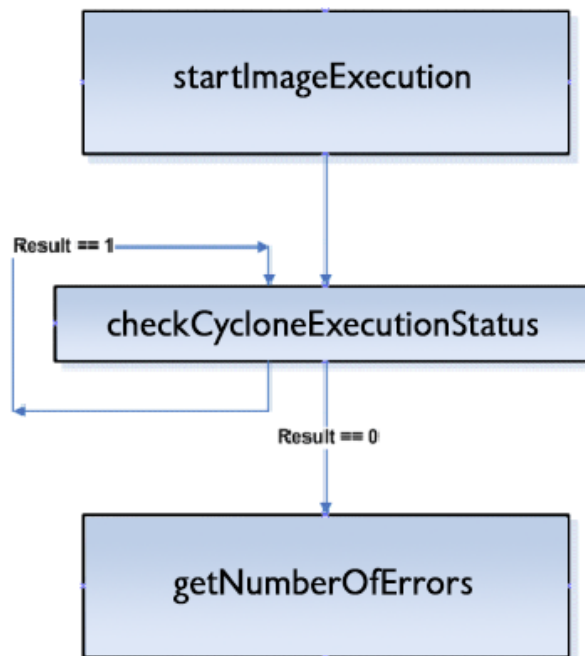 startImageExecution
Result == 1
checkCycloneExecutionStatus
Result == 0
getNumberOfErrors